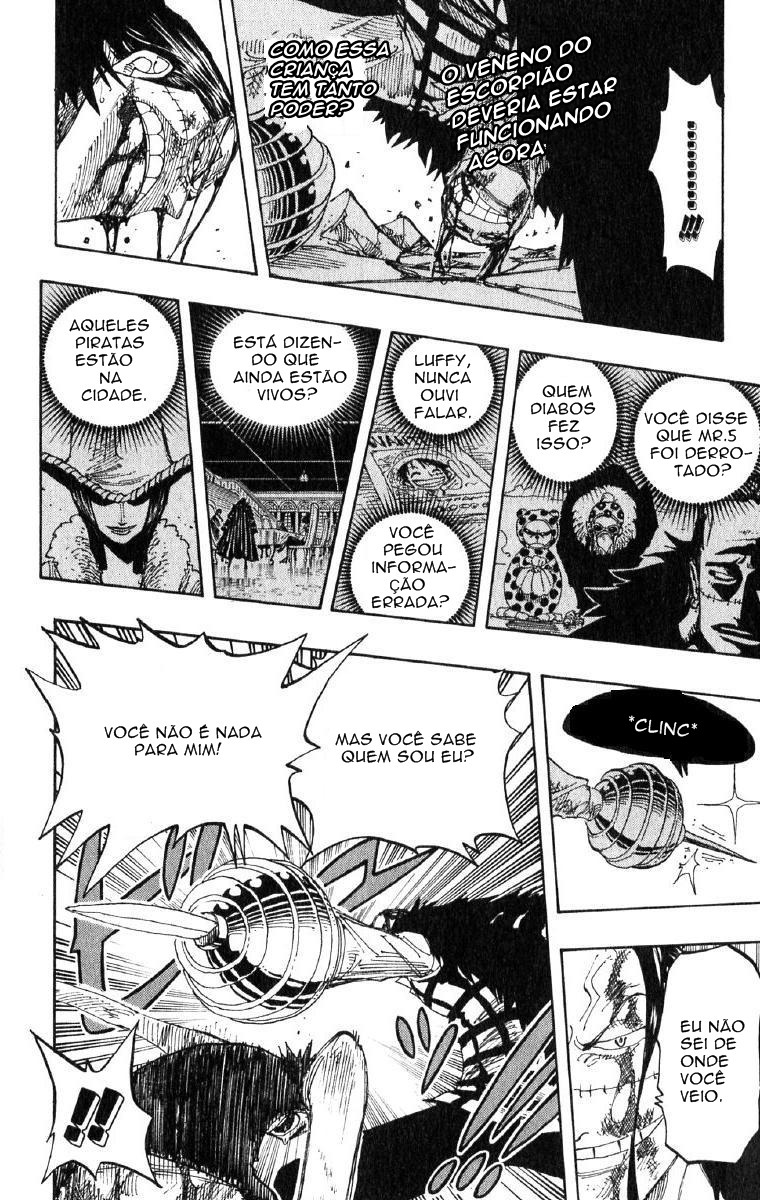 ..........!!!
O VENENO DO
ESCORPIÃO
DEVERIA ESTAR
FUNCIONANDO
AGORA
COMO ESSA
CRIANÇA
TEM TANTO
PODER?
VOCÊ DISSE
QUE MR.5
FOI DERRO-
TADO?
QUEM
DIABOS
FEZ
ISSO?
LUFFY,
NUNCA
OUVI
FALAR.
VOCÊ
PEGOU
INFORMA-
ÇÃO
ERRADA?
ESTÁ DIZEN-
DO QUE
AINDA ESTÃO
VIVOS?
AQUELES
PIRATAS
ESTÃO
NA
CIDADE.
*CLINC*
EU NÃO
SEI DE
ONDE
VOCÊ
VEIO.
MAS VOCÊ SABE
QUEM SOU EU?
VOCÊ NÃO É NADA
PARA MIM!
!!